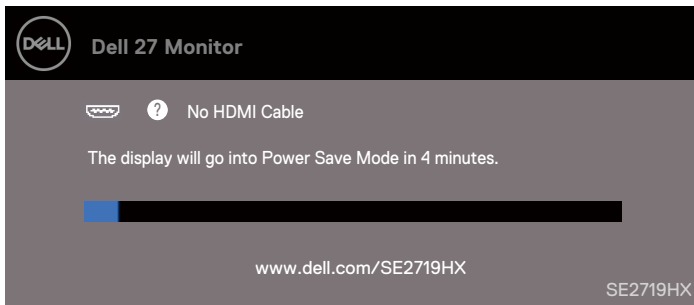 DELL
Dell 27 Monitor
? No HDMI Cable
The display will go into Power Save Mode in 4 minutes.
www.dell.com/SE2719HX
SE2719HX